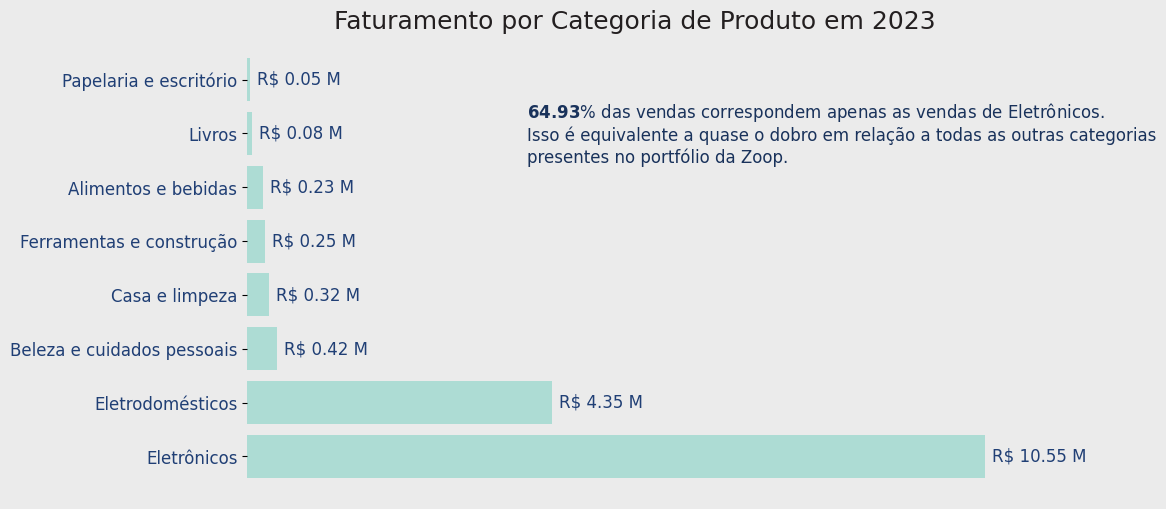 Faturamento por Categoria de Produto em 2023
Papelaria e escritório R$ 0.05 M
Livros R$ 0.08 M
64.93% das vendas correspondem apenas as vendas de Eletrônicos.
Isso é equivalente a quase o dobro em relação a todas as outras categorias
presentes no portfólio da Zoop.
Alimentos e bebidas R$ 0.23 M
Ferramentas e construção R$ 0.25 M
Casa e limpeza R$ 0.32 M
Beleza e cuidados pessoais R$ 0.42 M
Eletrodomésticos R$ 4.35 M
Eletrônicos R$ 10.55 M